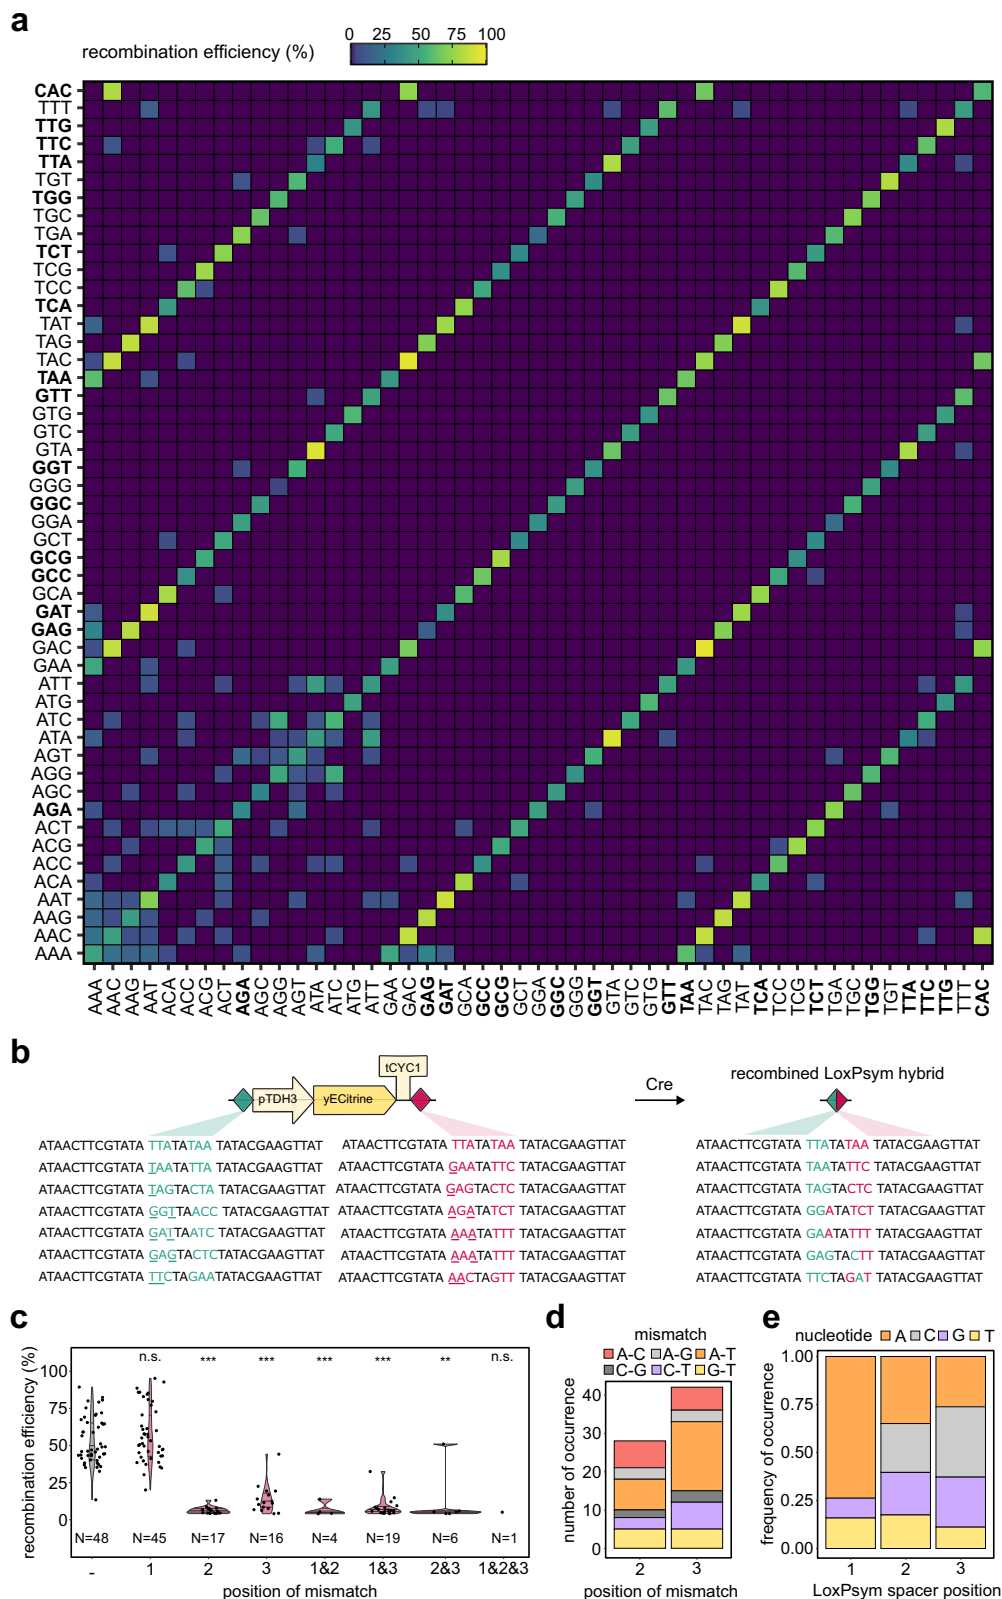 a
recombination efficiency (%)
0 25 50 75 100
CAC
TTT
TTG
TTC
TTA
TGT
TGG
TGC
TGA
TCT
TCG
TCC
TCA
TAT
TAG
TAC
TAA
GTT
GTG
GTC
GTA
GGT
GGG
GGC
GGA
GCT
GCG
GCC
GCA
GAT
GAG
GAC
GAA
ATT
ATG
ATC
ATA
AGT
AGG
AGC
AGA
ACT
ACG
ACC
ACA
AAT
AAG
AAC
AAA
AAA AAC AAG AAT ACA ACC ACG ACT AGA AGC AGG AGT ATA ATC ATG ATT GAA GAC GAG GAT GCA GCC GCG GCT GGA GGC GGG GGT GTA GTC GTG GTT TAA TAC TAG TAT TCA TCC TCG TCT TGA TGC TGG TGT TTA TTC TTG TTT CAC
b
tCYC1
pTDH3 yECitrine
Cre
recombined LoxPsym hybrid
ATAACTTCGTATA TTATATAA TATACGAAGTTAT ATAACTTCGTATA TTATATAA TATACGAAGTTAT ATAACTTCGTATA TTATATAA TATACGAAGTTAT
ATAACTTCGTATA TAATATTA TATACGAAGTTAT ATAACTTCGTATA GAATATTC TATACGAAGTTAT ATAACTTCGTATA TAATATTC TATACGAAGTTAT
ATAACTTCGTATA TAGTACTA TATACGAAGTTAT ATAACTTCGTATA GAGTACTC TATACGAAGTTAT ATAACTTCGTATA TAGTACTC TATACGAAGTTAT
ATAACTTCGTATA GGTTAACC TATACGAAGTTAT ATAACTTCGTATA AGATATCT TATACGAAGTTAT ATAACTTCGTATA GGATATCT TATACGAAGTTAT
ATAACTTCGTATA GATTAATC TATACGAAGTTAT ATAACTTCGTATA AAATATTT TATACGAAGTTAT ATAACTTCGTATA GAATATTT TATACGAAGTTAT
ATAACTTCGTATA GAGTACTCTATACGAAGTTAT ATAACTTCGTATA AAATATTT TATACGAAGTTAT ATAACTTCGTATA GAGTACTT TATACGAAGTTAT
ATAACTTCGTATA TTCTAGAATATACGAAGTTAT ATAACTTCGTATA AACTAGTT TATACGAAGTTAT ATAACTTCGTATA TTCTAGAT TATACGAAGTTAT
c
recombination efficiency (%)
100
75
50
25
0
n.s. *** *** *** *** ** n.s.
N=48 N=45 N=17 N=16 N=4 N=19 N=6 N=1
- 1 2 3 1&2 1&3 2&3 1&2&3
position of mismatch
d
mismatch
A-C A-G A-T
C-G C-T G-T
number of occurrence
40
30
20
10
0
2 3
position of mismatch
e
nucleotide A C G T
frequency of occurrence
1.00
0.75
0.50
0.25
0.00
1 2 3
LoxPsym spacer position